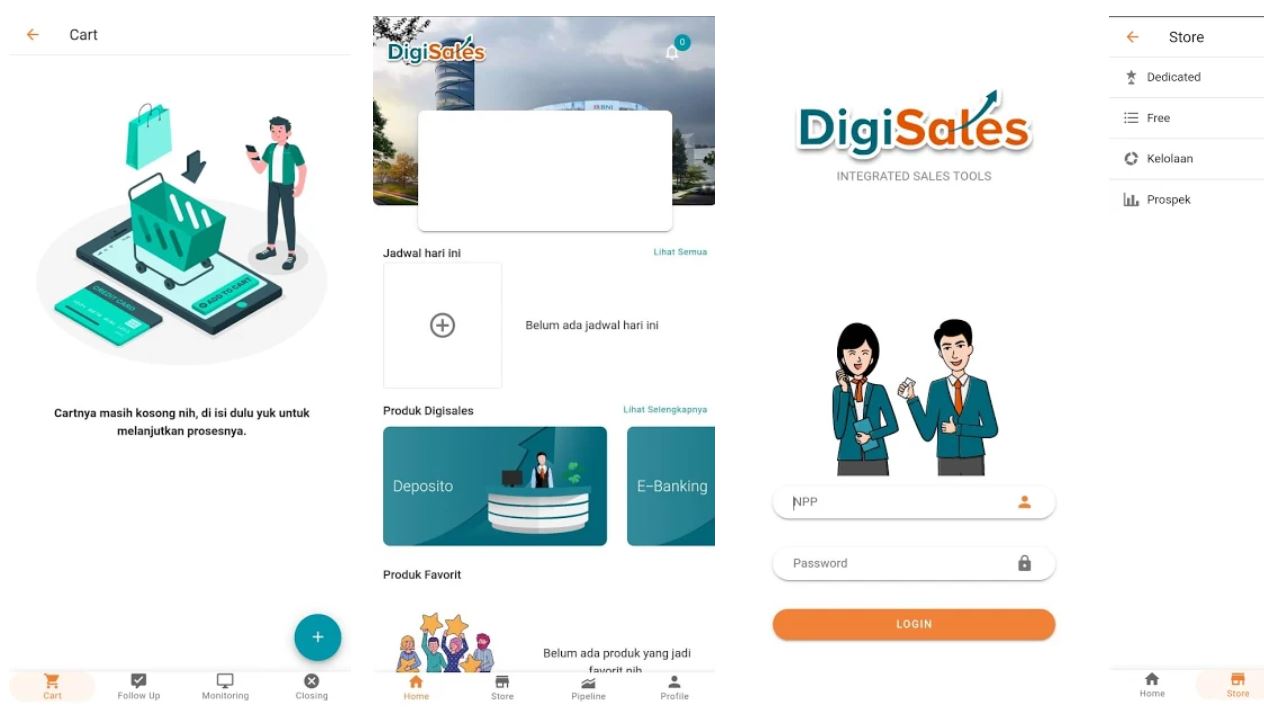 Cart
ADD TO CART
CREDIT CARD
Cartnya masih kosong nih, di isi dulu yuk untuk
melanjutkan prosesnya.
+
Cart
Follow Up
Monitoring
Closing
DigiSales
0
BNI
Jadwal hari ini
Lihat Semua
Belum ada jadwal hari ini
Produk Digisales
Lihat Selengkapnya
Deposito
E-Banking
Produk Favorit
Belum ada produk yang jadi
favorit nih
Home
Store
Pipeline
Profile
DigiSales
INTEGRATED SALES TOOLS
NPP
Password
LOGIN
Store
Dedicated
Free
Kelolaan
Prospek
Home
Store